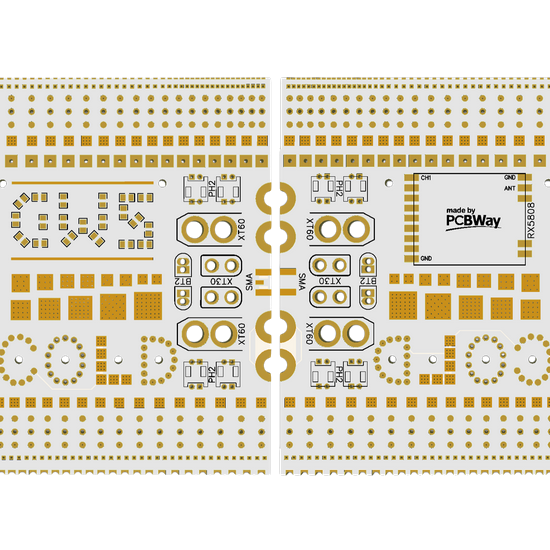 PH2
XT60
BT2
XT30
SMA
XT60
PH2
PH2
CH1
GND
ANT
made by
PCBWay
RX5808
GND
XT60
SMA
XT30
BT2
XT60
PH2